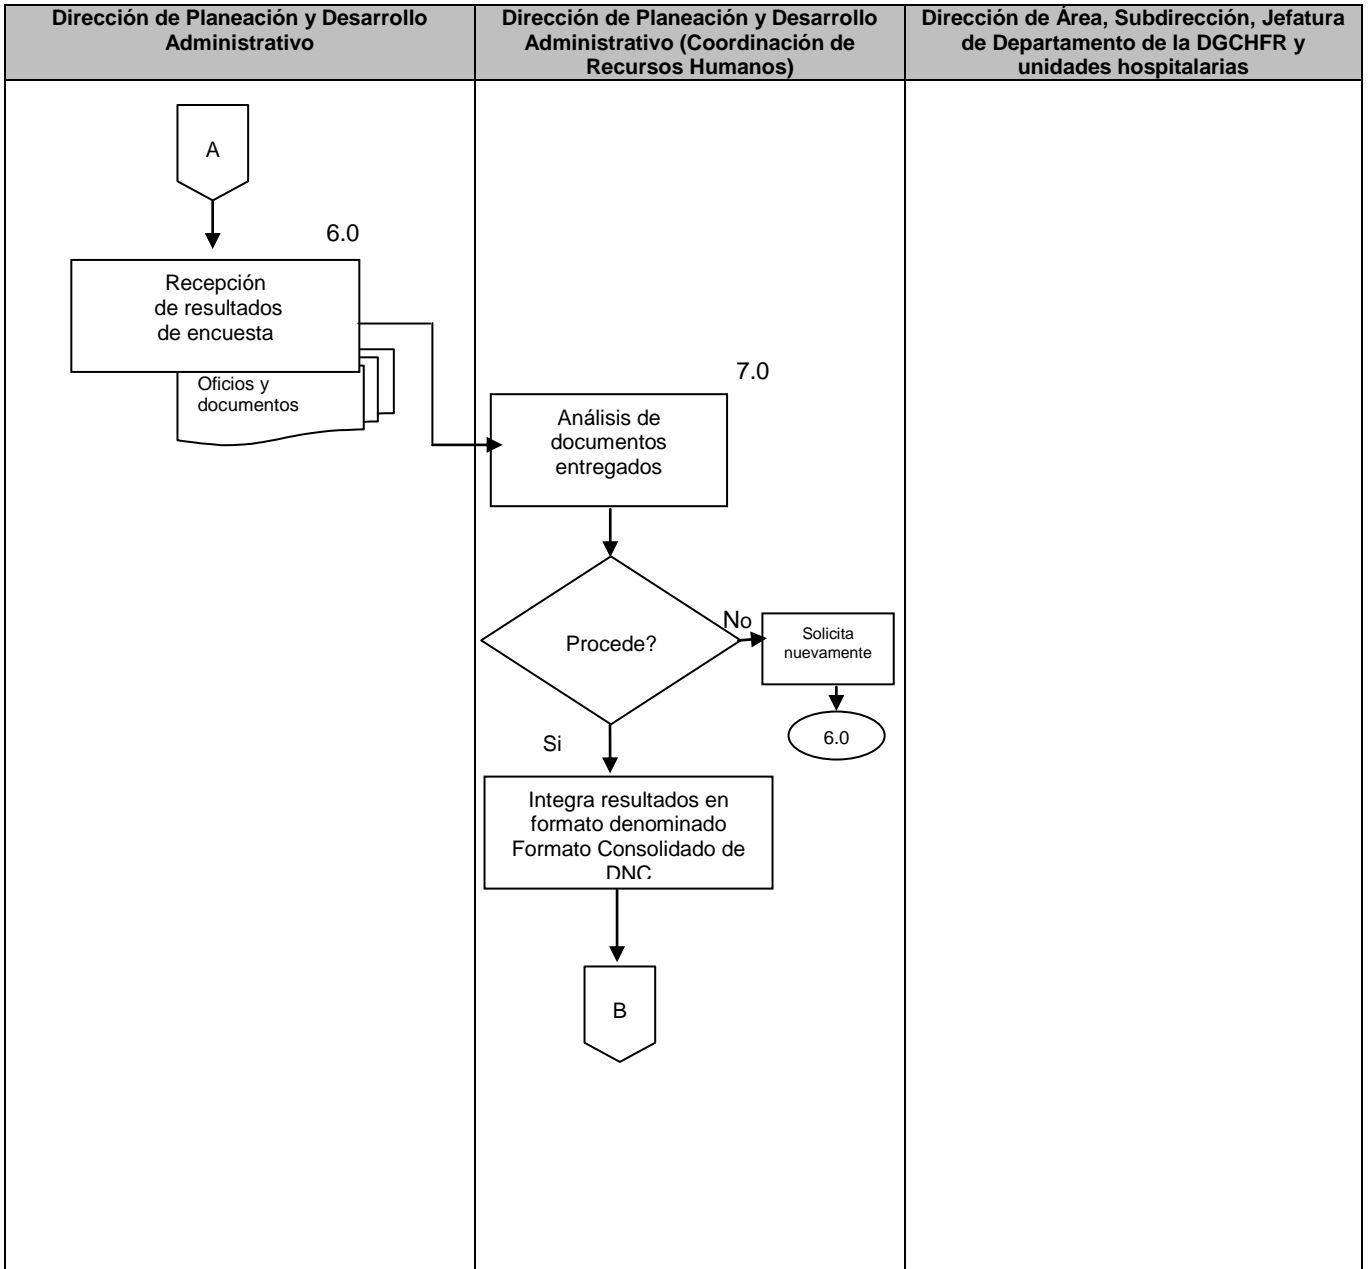 Dirección de Planeación y Desarrollo
Administrativo
Dirección de Planeación y Desarrollo
Administrativo (Coordinación de
Recursos Humanos)
Dirección de Área, Subdirección, Jefatura
de Departamento de la DGCHFR y
unidades hospitalarias
A
6.0
Recepción
de resultados
de encuesta
Oficios y
documentos
7.0
Análisis de
documentos
entregados
Procede?
No
Solicita
nuevamente
6.0
Si
Integra resultados en
formato denominado
Formato Consolidado de
DNC
B